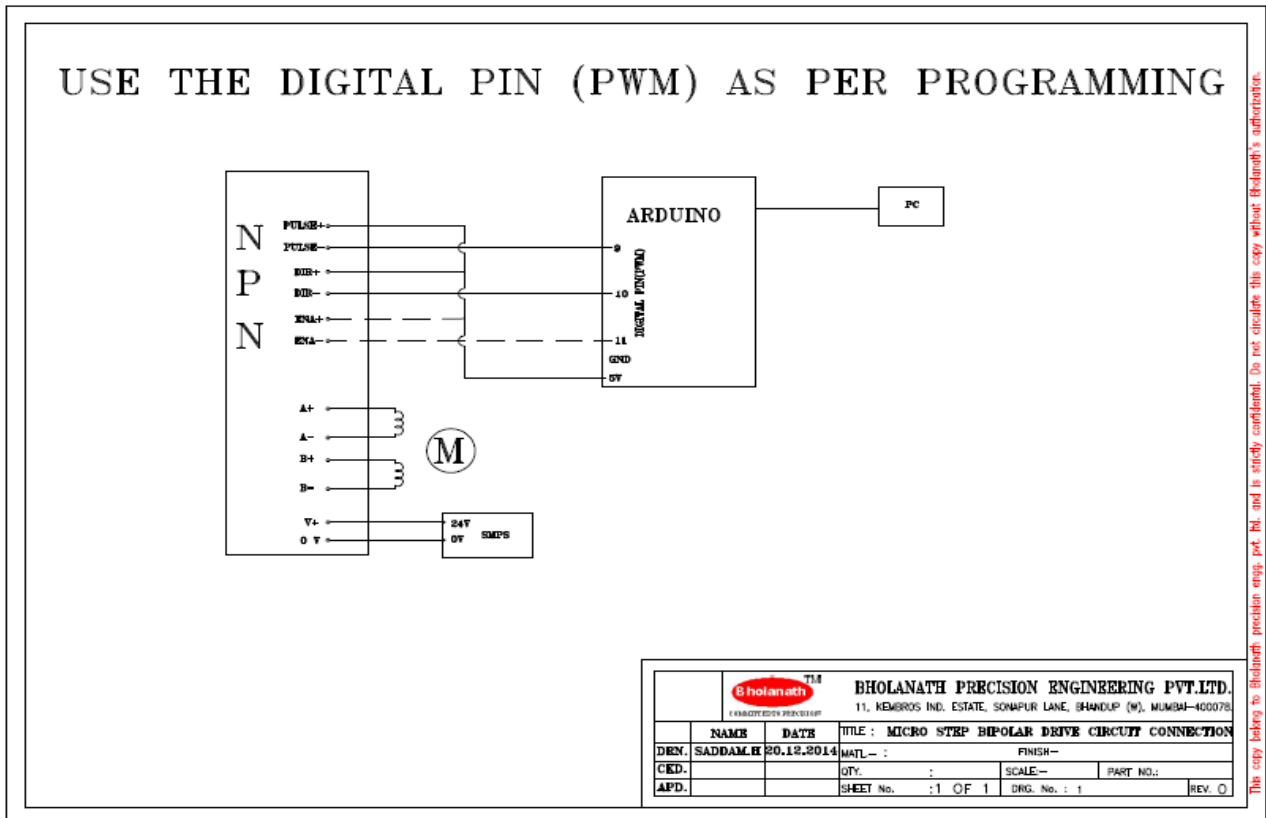 USE THE DIGITAL PIN (PWM) AS PER PROGRAMMING
N
P
N
PULSE+
PULSE-
DIR+
DIR-
ENA+
ENA-
A+
A-
B+
B-
V+
0 V
M
24V
0V
SMPS
ARDUINO
9
10
11
DIGITAL PIN(PWM)
GND
5V
PC
Bholanath TM
COMMITTED TO PRECISION
BHOLANATH PRECISION ENGINEERING PVT.LTD.
11, KEMBROS IND. ESTATE, SONAPUR LANE, BHANDUP (W), MUMBAI-400078.
NAME DATE
TITLE : MICRO STEP BIPOLAR DRIVE CIRCUIT CONNECTION
DRN. SADDAM.H 20.12.2014
MATL- : FINISH-
CKD.
QTY. : SCALE:- PART NO.:
APD.
SHEET No. :1 OF 1 DRG. No. : 1 REV. 0
This copy belong to Bholanath precision engg. pvt. ltd. and is strictly confidential. Do not circulate this copy without Bholanath's authorization.